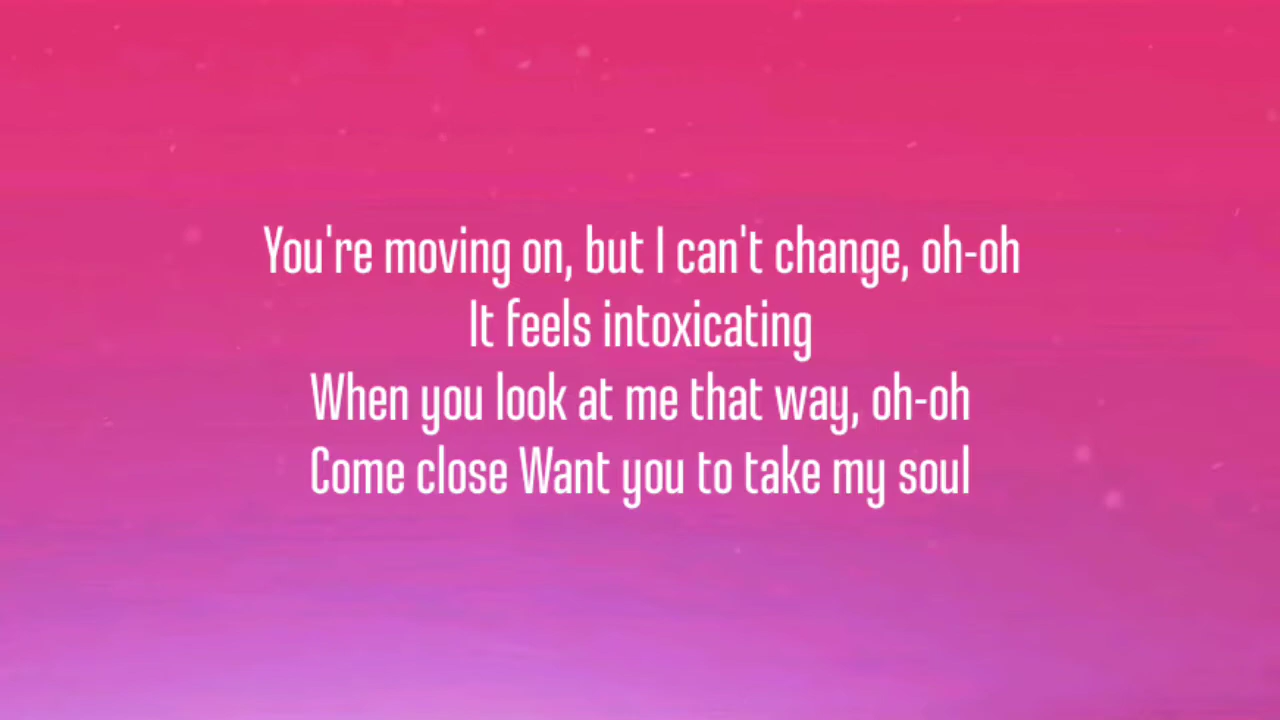 You're moving on, but I can't change, oh-oh
It feels intoxicating
When you look at me that way, oh-oh
Come close Want you to take my soul